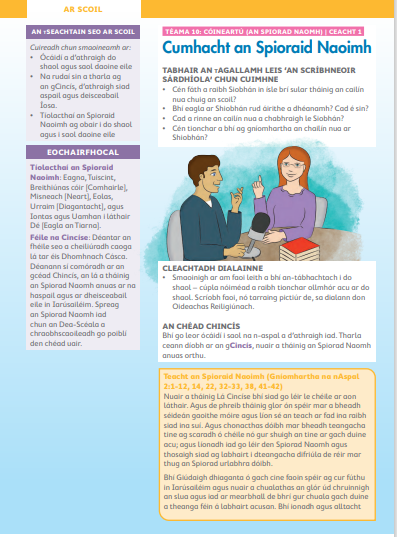 AR SCOIL
AN tSEACHTAIN SEO AR SCOIL
Cuireadh chun smaoineamh ar:
• Ócáidí a d'athraigh do
shaol agus saol daoine eile
• Na rudaí sin a tharla ag
an gCincís, d'athraigh siad
aspail agus deisceabail
Íosa.
• Tíolacthaí an Spioraid
Naoimh ag obair i do shaol
agus i saol daoine eile
EOCHAIRFHOCAL
Tíolacthaí an Spioraid
Naoimh: Eagna, Tuiscint,
Breithiúnas cóir [Comhairle],
Misneach [Neart], Eolas,
Urraim [Diagantacht], agus
Iontas agus Uamhan i láthair
Dé [Eagla an Tiarna].
Féile na Cincíse: Déantar an
fhéile seo a cheiliúradh caoga
lá tar éis Dhomhnach Cásca.
Déanann sí comóradh ar an
gcéad Chincís, an lá a tháinig
an Spiorad Naomh anuas ar na
haspail agus ar dheisceabail
eile in Iarúsailéim. Spreag
an Spiorad Naomh iad
chun an Dea-Scéala a
chraobhscaoileadh go poiblí
den chéad uair.
TÉAMA 10: CÓINEARTÚ (AN SPIORAD NAOMH) | CEACHT 1
Cumhacht an Spioraid Naoimh
TABHAIR AN tAGALLAMH LEIS 'AN SCRÍBHNEOIR
SÁRDHÍOLA' CHUN CUIMHNE
• Cén fáth a raibh Siobhán in ísle brí sular tháinig an cailín
nua chuig an scoil?
• Bhí eagla ar Shiobhán rud áirithe a dhéanamh? Cad é sin?
• Cad a rinne an cailín nua a chabhraigh le Siobhán?
• Cén tionchar a bhí ag gníomhartha an chailín nua ar
Shiobhán?
CLEACHTADH DIALAINNE
• Smaoinigh ar am faoi leith a bhí an-tábhachtach i do
shaol – cúpla nóiméad a raibh tionchar ollmhór acu ar do
shaol. Scríobh faoi, nó tarraing pictiúr de, sa dialann don
Oideachas Reiligiúnach.
AN CHÉAD CHINCÍS
Bhí go leor ócáidí i saol na n-aspal a d'athraigh iad. Tharla
ceann díobh ar an gCincís, nuair a tháinig an Spiorad Naomh
anuas orthu.
Teacht an Spioraid Naoimh (Gníomhartha na nAspal
2:1-12, 14, 22, 32-33, 38, 41-42)
Nuair a tháinig Lá Cincíse bhí siad go léir le chéile ar aon
láthair. Agus de phreib tháinig glor ón spéir mar a bheadh
séideán gaoithe móire agus líon sé an teach ar fad ina raibh
siad ina suí. Agus chonacthas dóibh mar bheadh teangacha
tine ag scaradh ó chéile nó gur shuigh an tine ar gach duine
acu; agus líonadh iad go léir den Spiorad Naomh agus
thosaigh siad ag labhairt i dteangacha difriúla de réir mar
thug an Spiorad urlabhra dóibh.
Bhí Giúdaigh dhiaganta ó gach cine faoin spéir ag cur fúthu
in Iarúsailéim agus nuair a chualathas an glór úd chruinnigh
an slua agus iad ar mearbhall de bhrí gur chuala gach duine
a theanga féin á labhairt acusan. Bhí ionadh agus alltacht